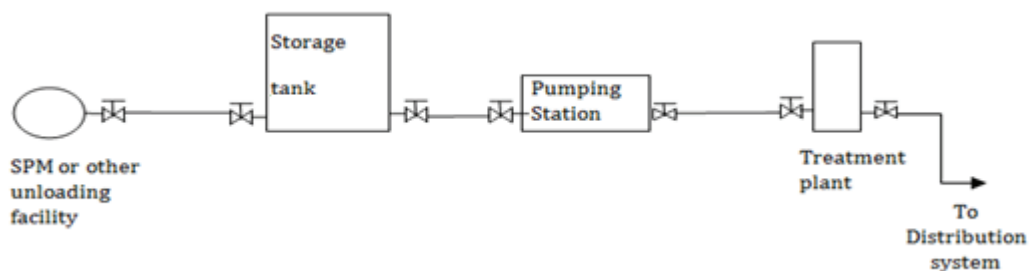 Storage
tank
Pumping
Station
SPM or other
unloading
facility
Treatment
plant
To
Distribution
system